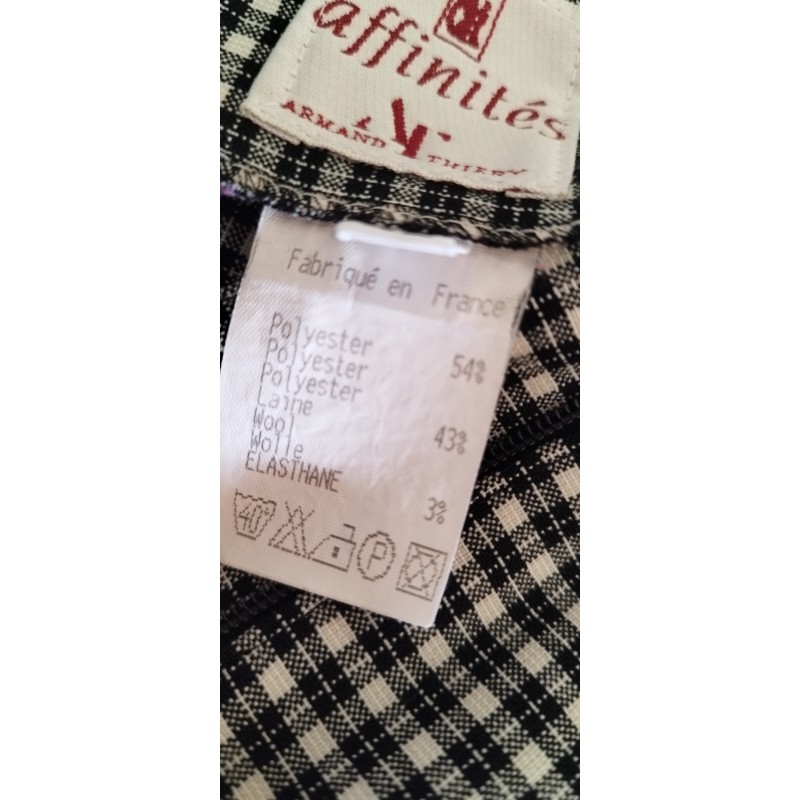 affinités
ARMAND THIERY
Fabriqué en France
Polyester
Polyester 54%
Polyester
Laine
Wool 43%
Wolle
ELASTHANE 3%
40°
P